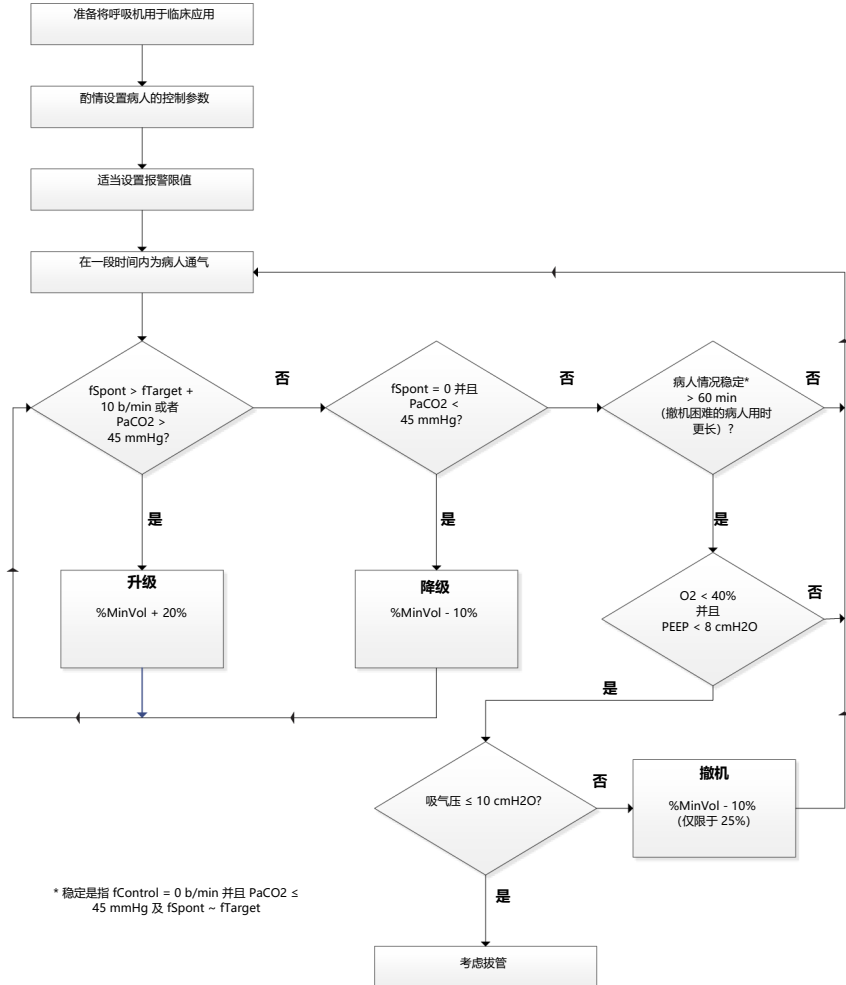 准备将呼吸机用于临床应用
酌情设置病人的控制参数
适当设置报警限值
在一段时间内为病人通气
fSpont > fTarget +
10 b/min 或者
PaCO2 >
45 mmHg?
否
fSpont = 0 并且
PaCO2 <
45 mmHg?
否
病人情况稳定*
> 60 min
(撤机困难的病人用时
更长）?
否
是
是
是
升级
%MinVol + 20%
降级
%MinVol - 10%
O2 < 40%
并且
PEEP < 8 cmH2O
否
是
吸气压 ≤ 10 cmH2O?
否
撤机
%MinVol - 10%
(仅限于 25%)
是
* 稳定是指 fControl = 0 b/min 并且 PaCO2 ≤
45 mmHg 及 fSpont ~ fTarget
考虑拔管